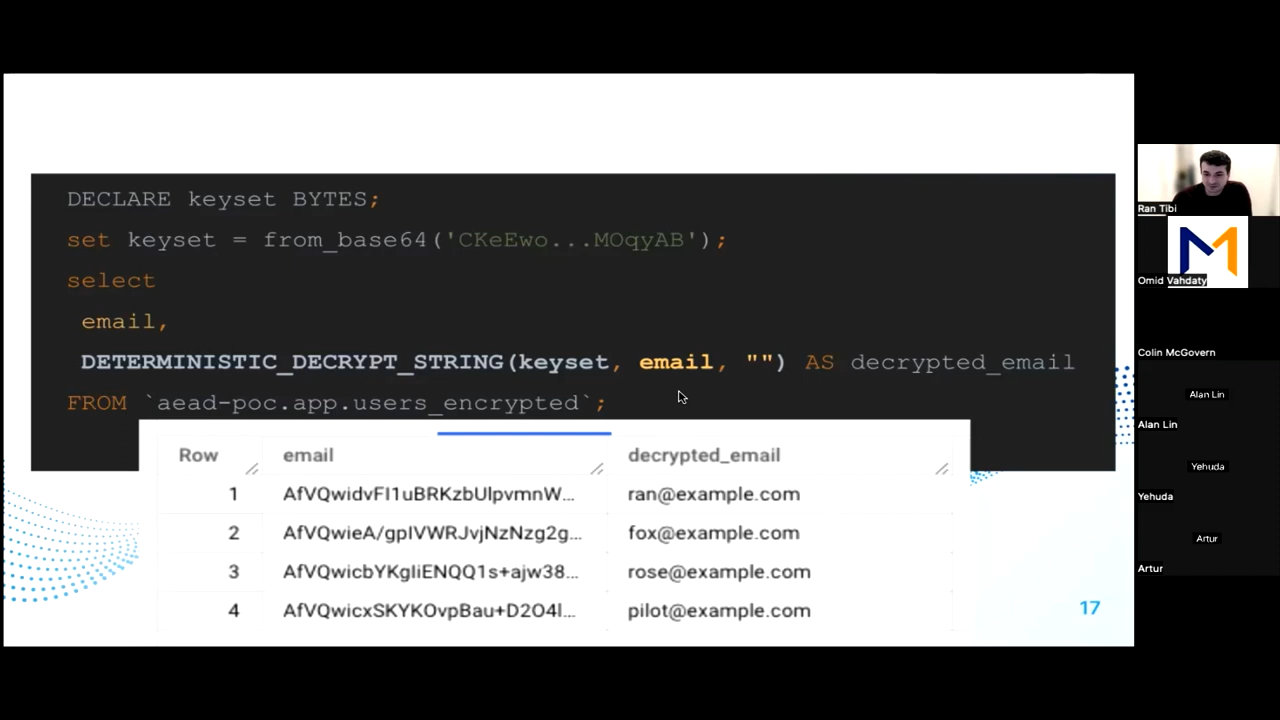 DECLARE keyset BYTES;
set keyset = from_base64('CKeEwo...MOqyAB');
select
email,
DETERMINISTIC_DECRYPT_STRING(keyset, email, "") AS decrypted_email
FROM `aead-poc.app.users_encrypted`;
Row email decrypted_email
1 AfVQwidvFI1uBRKzbUlpvmnW... ran@example.com
2 AfVQwieA/gpIVWRJvjNzNzg2g... fox@example.com
3 AfVQwicbYKgIiENQQ1s+ajw38... rose@example.com
4 AfVQwicxSKYKOvpBau+D2O4l... pilot@example.com
17
Ran Tibi
M
Omid Vahdaty
Colin McGovern
Alan Lin
Alan Lin
Yehuda
Yehuda
Artur
Artur